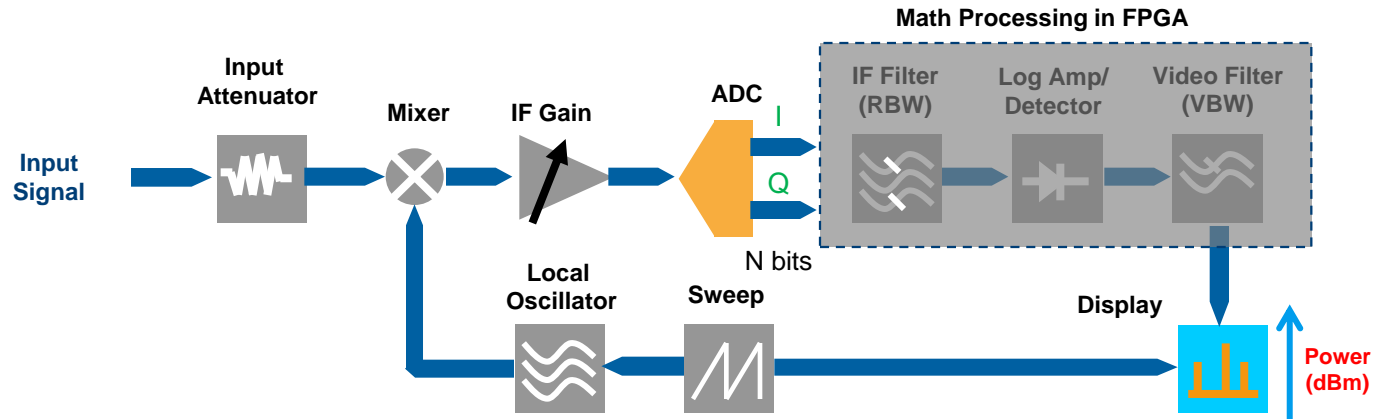 Math Processing in FPGA
Input
Attenuator
Mixer
IF Gain
ADC
I
Q
N bits
IF Filter
(RBW)
Log Amp/
Detector
Video Filter
(VBW)
Input
Signal
Local
Oscillator
Sweep
Display
Power
(dBm)